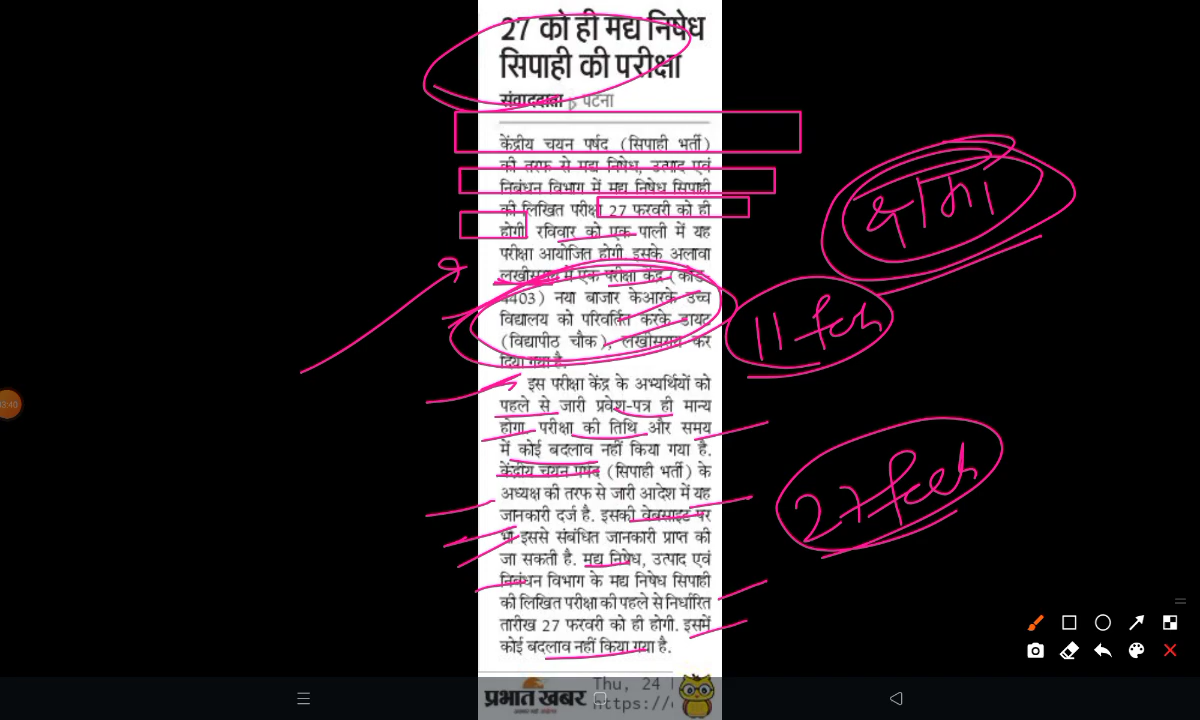 27 को ही मद्य निषेध
सिपाही की परीक्षा
संवाददाता ▷ पटना
केंद्रीय चयन पर्षद (सिपाही भर्ती)
की तरफ से मद्य निषेध, उत्पाद एवं
निबंधन विभाग में मद्य निषेध सिपाही
की लिखित परीक्षा 27 फरवरी को ही
होगी. रविवार को एक पाली में यह
परीक्षा आयोजित होगी. इसके अलावा
लखीसराय में एक परीक्षा केंद्र (कोड-
4403) नया बाजार केआरके उच्च
विद्यालय को परिवर्तित करके डायट
(विद्यापीठ चौक), लखीसराय कर
दिया गया है.
इस परीक्षा केंद्र के अभ्यर्थियों को
पहले से जारी प्रवेश-पत्र ही मान्य
होगा. परीक्षा की तिथि और समय
में कोई बदलाव नहीं किया गया है.
केंद्रीय चयन पर्षद (सिपाही भर्ती) के
अध्यक्ष की तरफ से जारी आदेश में यह
जानकारी दर्ज है. इसकी वेबसाइट पर
भी इससे संबंधित जानकारी प्राप्त की
जा सकती है. मद्य निषेध, उत्पाद एवं
निबंधन विभाग के मद्य निषेध सिपाही
की लिखित परीक्षा की पहले से निर्धारित
तारीख 27 फरवरी को ही होगी. इसमें
कोई बदलाव नहीं किया गया है.
प्रभात खबर
Thu, 24
https://
11 feb
27 feb
3:40